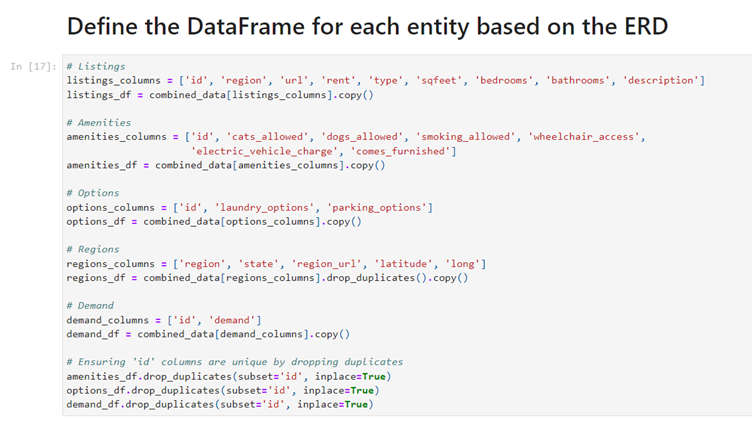 Define the DataFrame for each entity based on the ERD
In [17]: # Listings
listings_columns = ['id', 'region', 'url', 'rent', 'type', 'sqfeet', 'bedrooms', 'bathrooms', 'description']
listings_df = combined_data[listings_columns].copy()
# Amenities
amenities_columns = ['id', 'cats_allowed', 'dogs_allowed', 'smoking_allowed', 'wheelchair_access',
'electric_vehicle_charge', 'comes_furnished']
amenities_df = combined_data[amenities_columns].copy()
# Options
options_columns = ['id', 'laundry_options', 'parking_options']
options_df = combined_data[options_columns].copy()
# Regions
regions_columns = ['region', 'state', 'region_url', 'latitude', 'long']
regions_df = combined_data[regions_columns].drop_duplicates().copy()
# Demand
demand_columns = ['id', 'demand']
demand_df = combined_data[demand_columns].copy()
# Ensuring 'id' columns are unique by dropping duplicates
amenities_df.drop_duplicates(subset='id', inplace=True)
options_df.drop_duplicates(subset='id', inplace=True)
demand_df.drop_duplicates(subset='id', inplace=True)